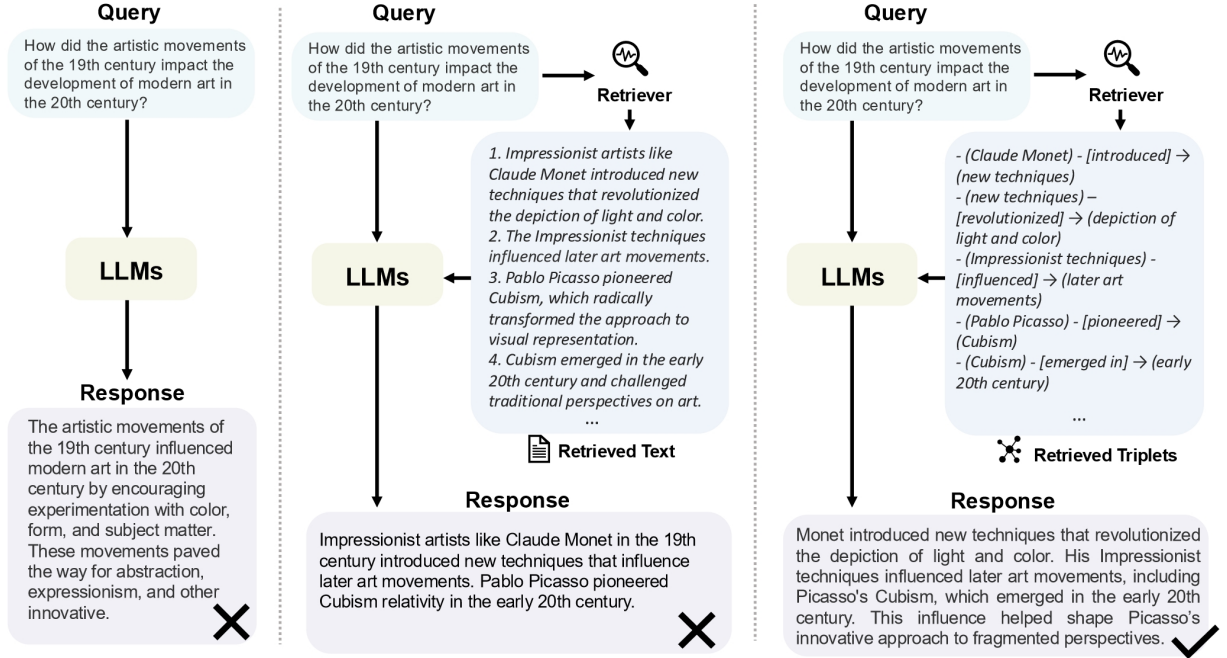 Query
How did the artistic movements
of the 19th century impact the
development of modern art in
the 20th century?
LLMs
Response
The artistic movements of
the 19th century influenced
modern art in the 20th
century by encouraging
experimentation with color,
form, and subject matter.
These movements paved
the way for abstraction,
expressionism, and other
innovative.
Query
How did the artistic movements
of the 19th century impact the
development of modern art in
the 20th century?
Retriever
1. Impressionist artists like
Claude Monet introduced new
techniques that revolutionized
the depiction of light and color.
2. The Impressionist techniques
influenced later art movements.
3. Pablo Picasso pioneered
Cubism, which radically
transformed the approach to
visual representation.
4. Cubism emerged in the early
20th century and challenged
traditional perspectives on art.
...
Retrieved Text
LLMs
Response
Impressionist artists like Claude Monet in the 19th
century introduced new techniques that influence
later art movements. Pablo Picasso pioneered
Cubism relativity in the early 20th century.
Query
How did the artistic movements
of the 19th century impact the
development of modern art in
the 20th century?
Retriever
- (Claude Monet) - [introduced] →
(new techniques)
- (new techniques) –
[revolutionized] → (depiction of
light and color)
- (Impressionist techniques) -
[influenced] → (later art
movements)
- (Pablo Picasso) - [pioneered] →
(Cubism)
- (Cubism) - [emerged in] → (early
20th century)
...
Retrieved Triplets
LLMs
Response
Monet introduced new techniques that revolutionized
the depiction of light and color. His Impressionist
techniques influenced later art movements, including
Picasso's Cubism, which emerged in the early 20th
century. This influence helped shape Picasso's
innovative approach to fragmented perspectives.